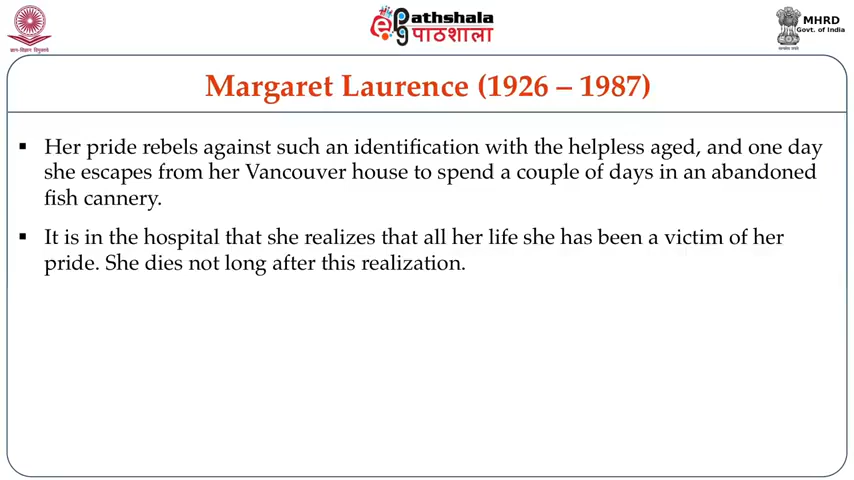 ePathshala
पाठशाला
MHRD
Govt. of India
Margaret Laurence (1926 – 1987)
▪ Her pride rebels against such an identification with the helpless aged, and one day
she escapes from her Vancouver house to spend a couple of days in an abandoned
fish cannery.
▪ It is in the hospital that she realizes that all her life she has been a victim of her
pride. She dies not long after this realization.